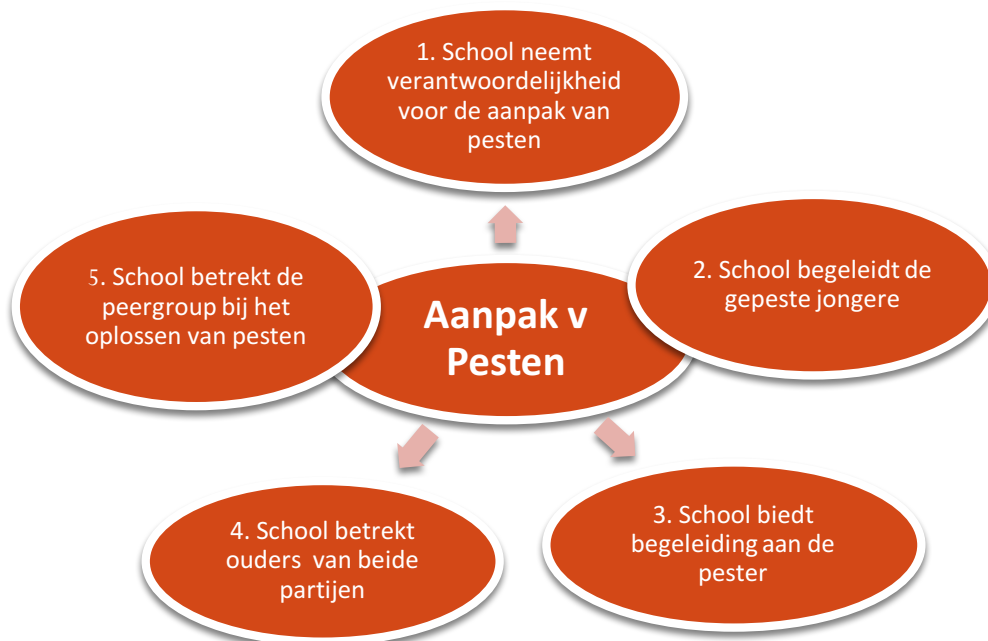 1. School neemt
verantwoordelijkheid
voor de aanpak van
pesten
2. School begeleidt de
gepeste jongere
5. School betrekt de
peergroup bij het
oplossen van pesten
Aanpak v
Pesten
3. School biedt
begeleiding aan de
pester
4. School betrekt
ouders van beide
partijen